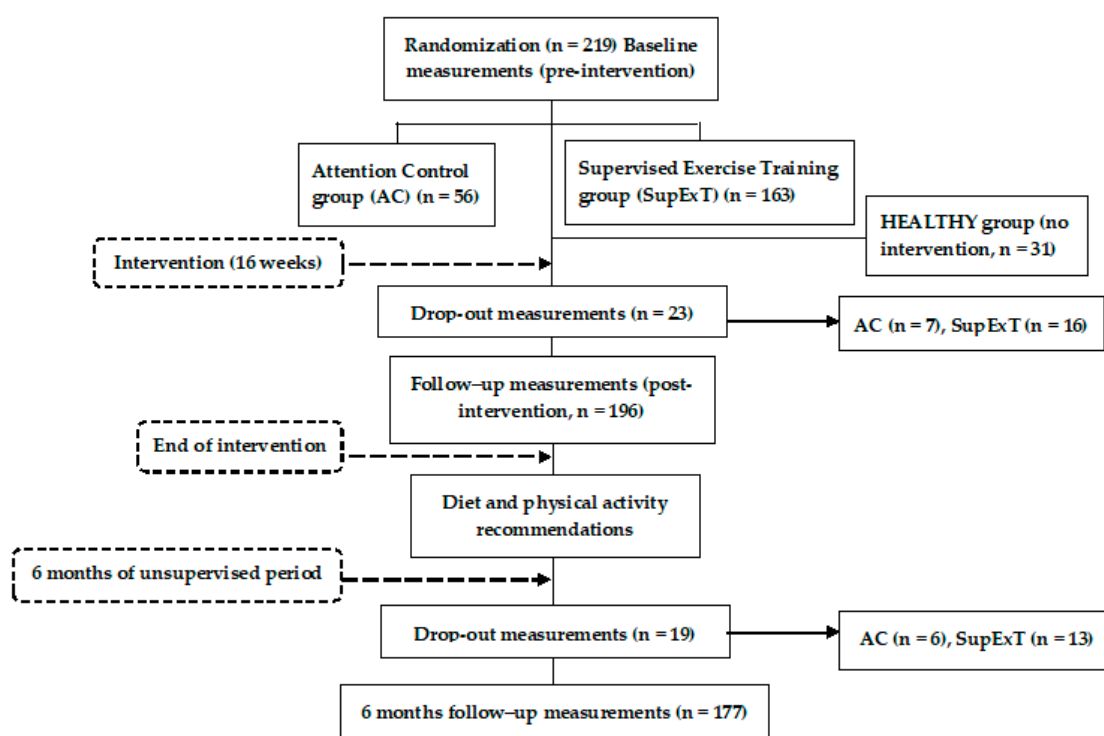 Randomization (n = 219) Baseline
measurements (pre-intervention)
Attention Control
group (AC) (n = 56)
Supervised Exercise Training
group (SupExT) (n = 163)
HEALTHY group (no
intervention, n = 31)
Intervention (16 weeks)
Drop-out measurements (n = 23)
AC (n = 7), SupExT (n = 16)
Follow–up measurements (post-
intervention, n = 196)
End of intervention
Diet and physical activity
recommendations
6 months of unsupervised period
Drop-out measurements (n = 19)
AC (n = 6), SupExT (n = 13)
6 months follow–up measurements (n = 177)